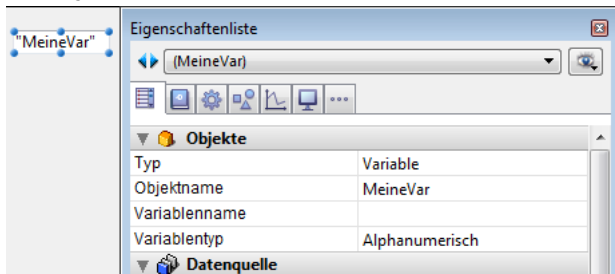 "MeineVar"
Eigenschaftenliste
(MeineVar)
Objekte
Typ Variable
Objektname MeineVar
Variablenname
Variablentyp Alphanumerisch
Datenquelle